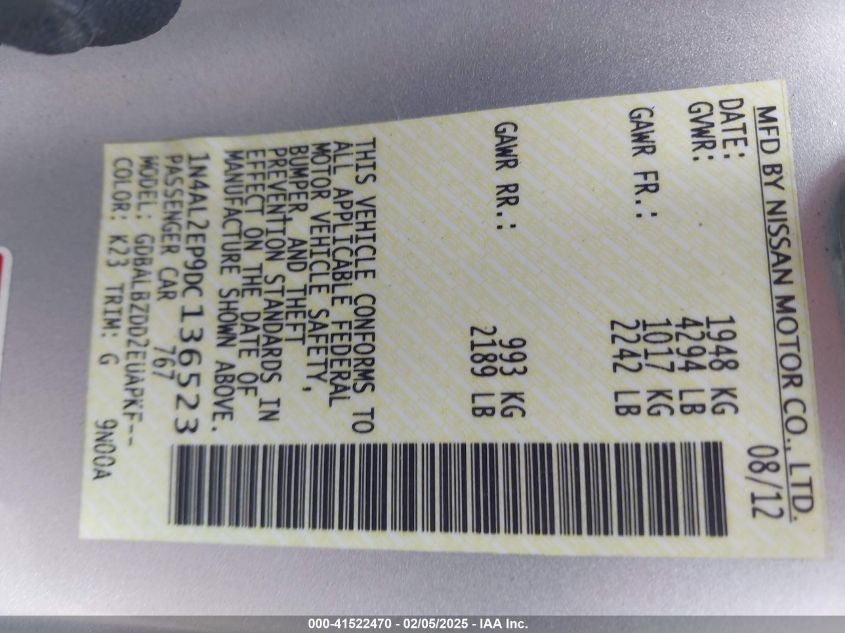 MFD BY NISSAN MOTOR CO., LTD.
DATE: 08/12
GVWR: 1948 KG
4294 LB
GAWR FR.: 1017 KG
2242 LB
GAWR RR.: 993 KG
2189 LB
THIS VEHICLE CONFORMS TO
ALL APPLICABLE FEDERAL
MOTOR VEHICLE SAFETY,
BUMPER, AND THEFT
PREVENTION STANDARDS IN
EFFECT ON THE DATE OF
MANUFACTURE SHOWN ABOVE.
1N4AL2EP9DC136523
PASSENGER CAR 767
MODEL: GDBALBZDD2EUAPKF--
COLOR: K23 TRIM: G 9N00A
000-41522470 - 02/05/2025 - IAA Inc.